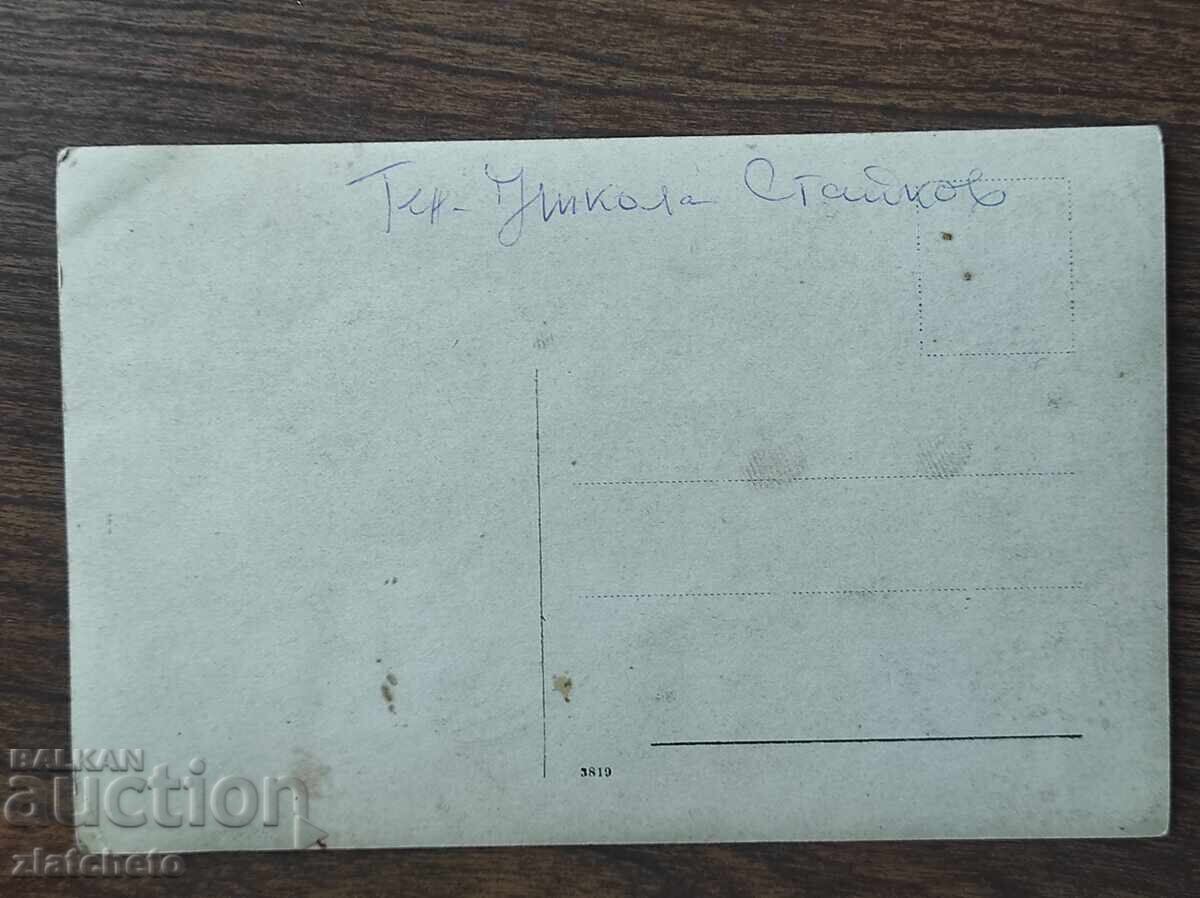 Ген. Никола Стайков
3819
BALKAN
auction
zlatcheto